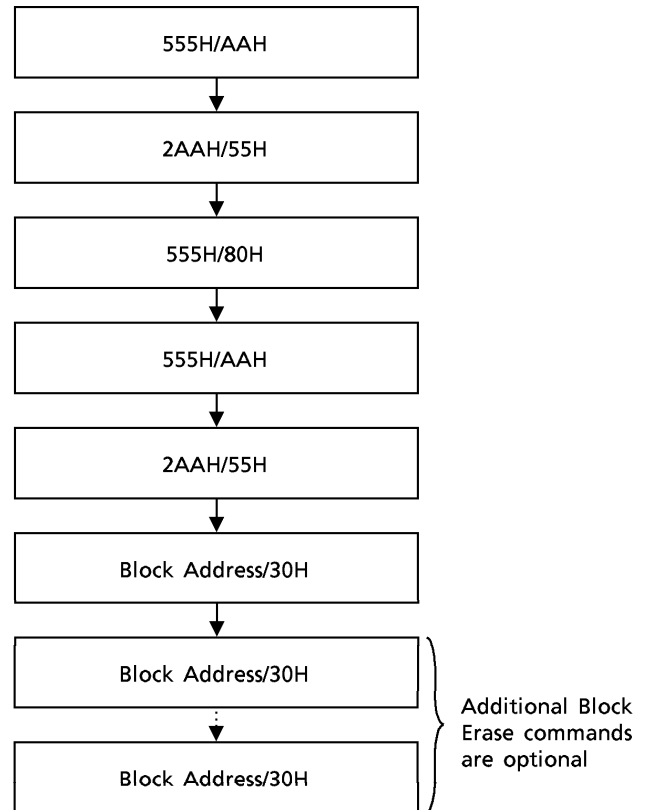 555H/AAH
2AAH/55H
555H/80H
555H/AAH
2AAH/55H
Block Address/30H
Block Address/30H
Block Address/30H
Additional Block
Erase commands
are optional